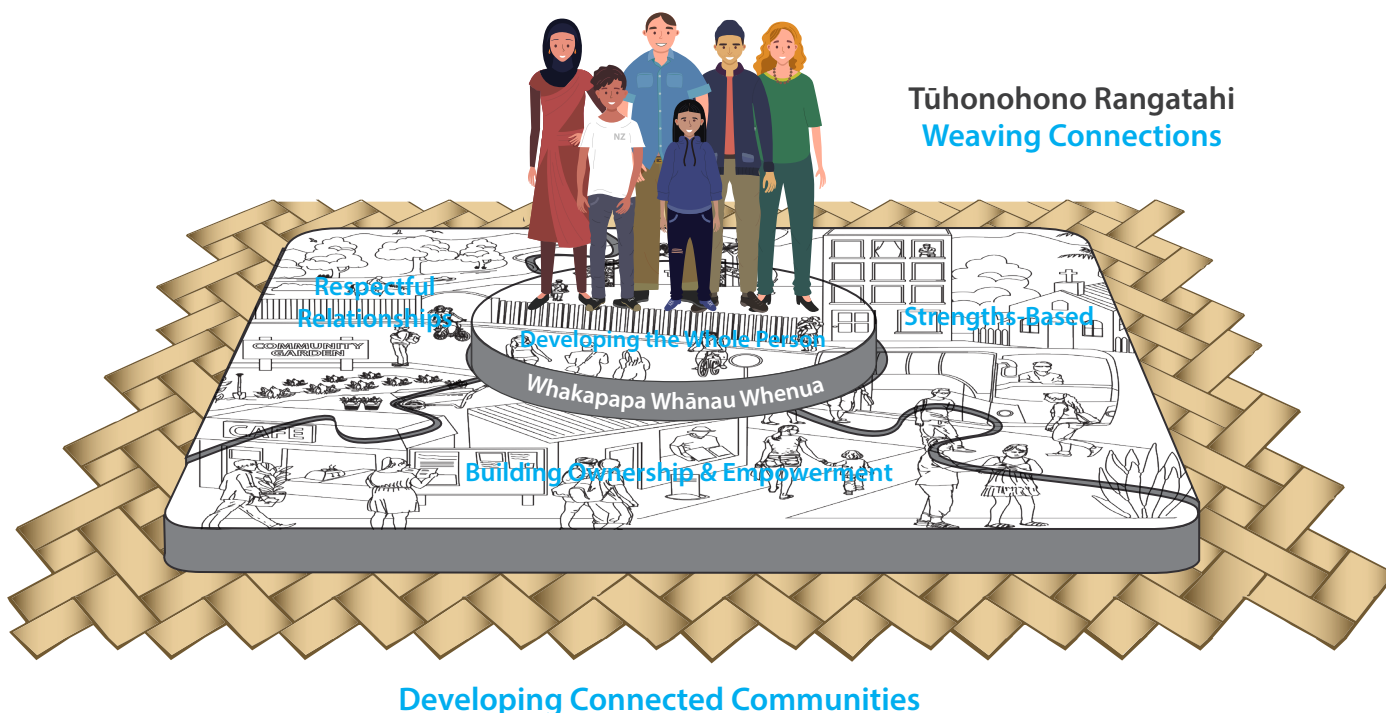 Tūhonohono Rangatahi
Weaving Connections
NZ
Respectful
Relationships
Strengths-Based
Developing the Whole Person
COMMUNITY
GARDEN
Whakapapa Whānau Whenua
CAFE
Building Ownership & Empowerment
Developing Connected Communities